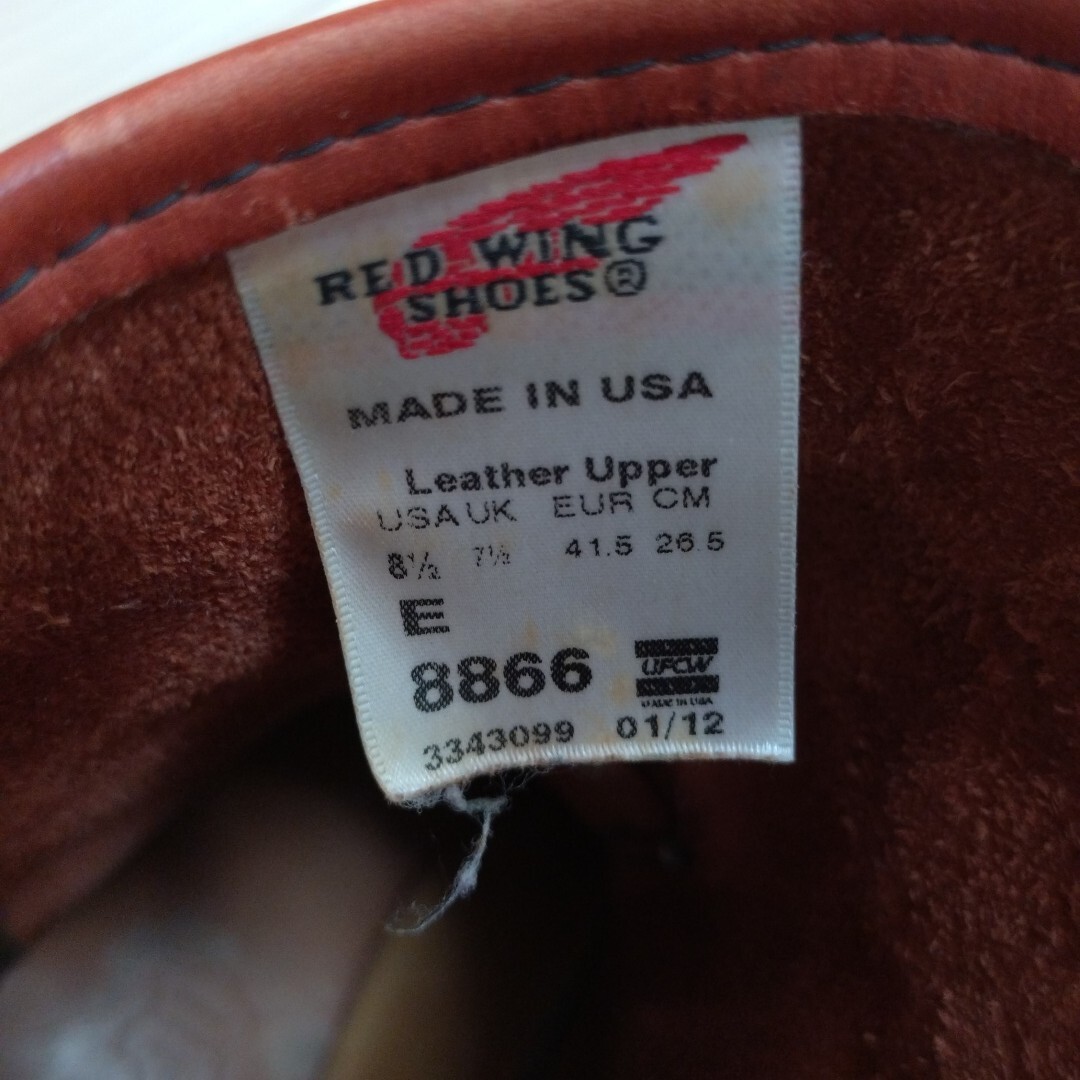 RED WING
SHOES®
MADE IN USA
Leather Upper
USA UK EUR CM
8½ 7½ 41.5 26.5
E
8866
UFCW
MADE IN USA
3343099 01/12